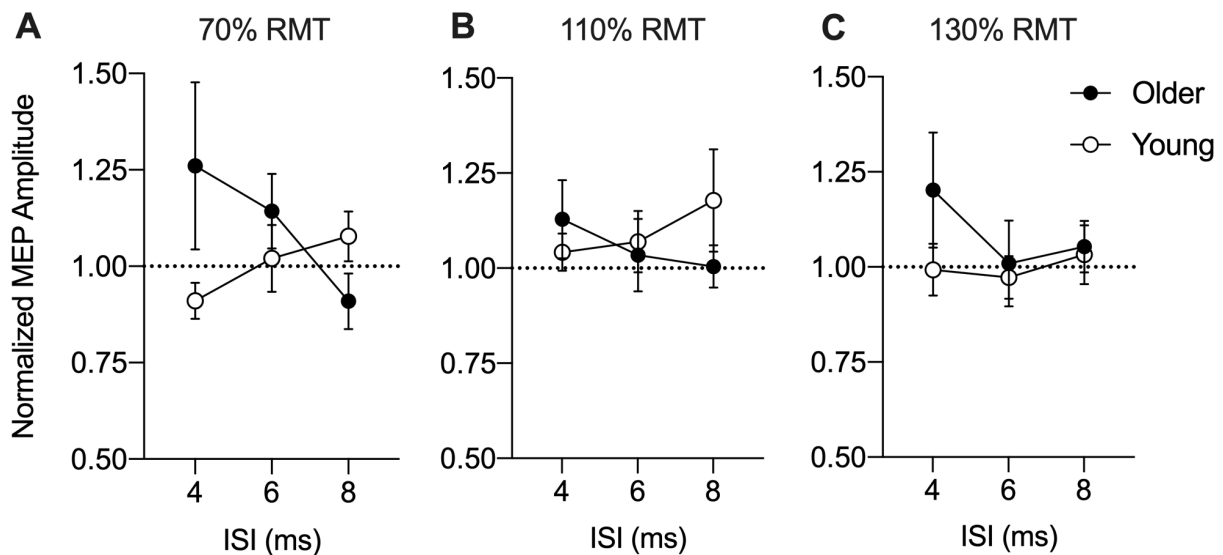 A 70% RMT
B 110% RMT
C 130% RMT
Normalized MEP Amplitude
1.50
1.25
1.00
0.75
0.50
4 6 8
ISI (ms)
1.50
1.25
1.00
0.75
0.50
4 6 8
ISI (ms)
1.50
1.25
1.00
0.75
0.50
4 6 8
ISI (ms)
Older
Young